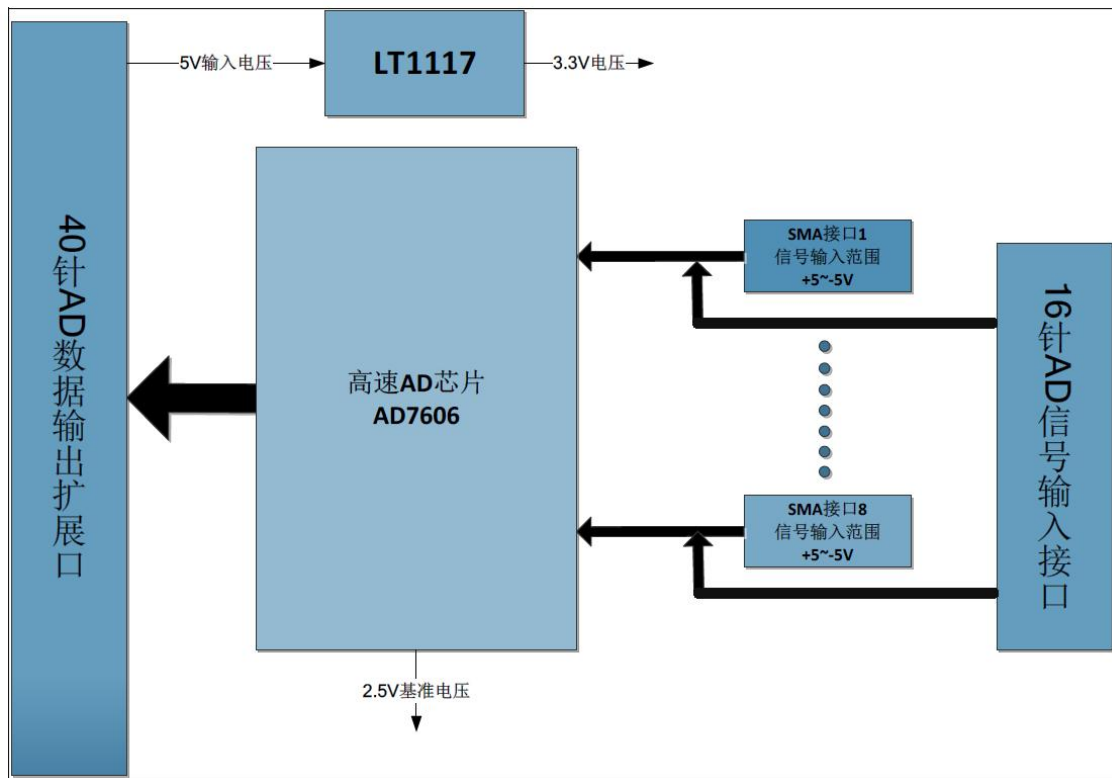 5V输入电压
LT1117
3.3V电压
40针AD数据输出扩展口
高速AD芯片
AD7606
SMA接口1
信号输入范围
+5~-5V
SMA接口8
信号输入范围
+5~-5V
16针AD信号输入接口
2.5V基准电压